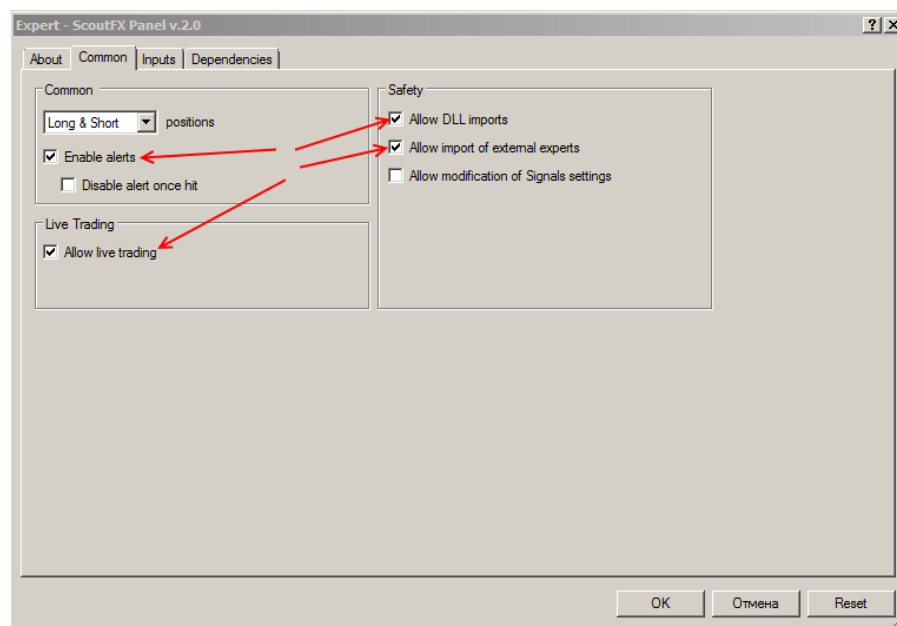 Expert - ScoutFX Panel v.2.0
About Common Inputs Dependencies
Common
Long & Short positions
Enable alerts
Disable alert once hit
Live Trading
Allow live trading
Safety
Allow DLL imports
Allow import of external experts
Allow modification of Signals settings
OK Отмена Reset